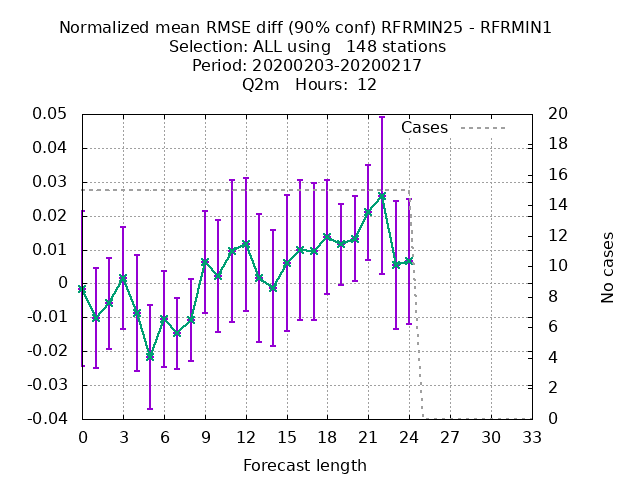 Normalized mean RMSE diff (90% conf) RFRMIN25 - RFRMIN1
Selection: ALL using   148 stations
Period: 20200203-20200217
Q2m   Hours:  12
Cases
0.05
0.04
0.03
0.02
0.01
0
-0.01
-0.02
-0.03
-0.04
20
18
16
14
12
10
8
6
4
2
0
No cases
0 3 6 9 12 15 18 21 24 27 30 33
Forecast length